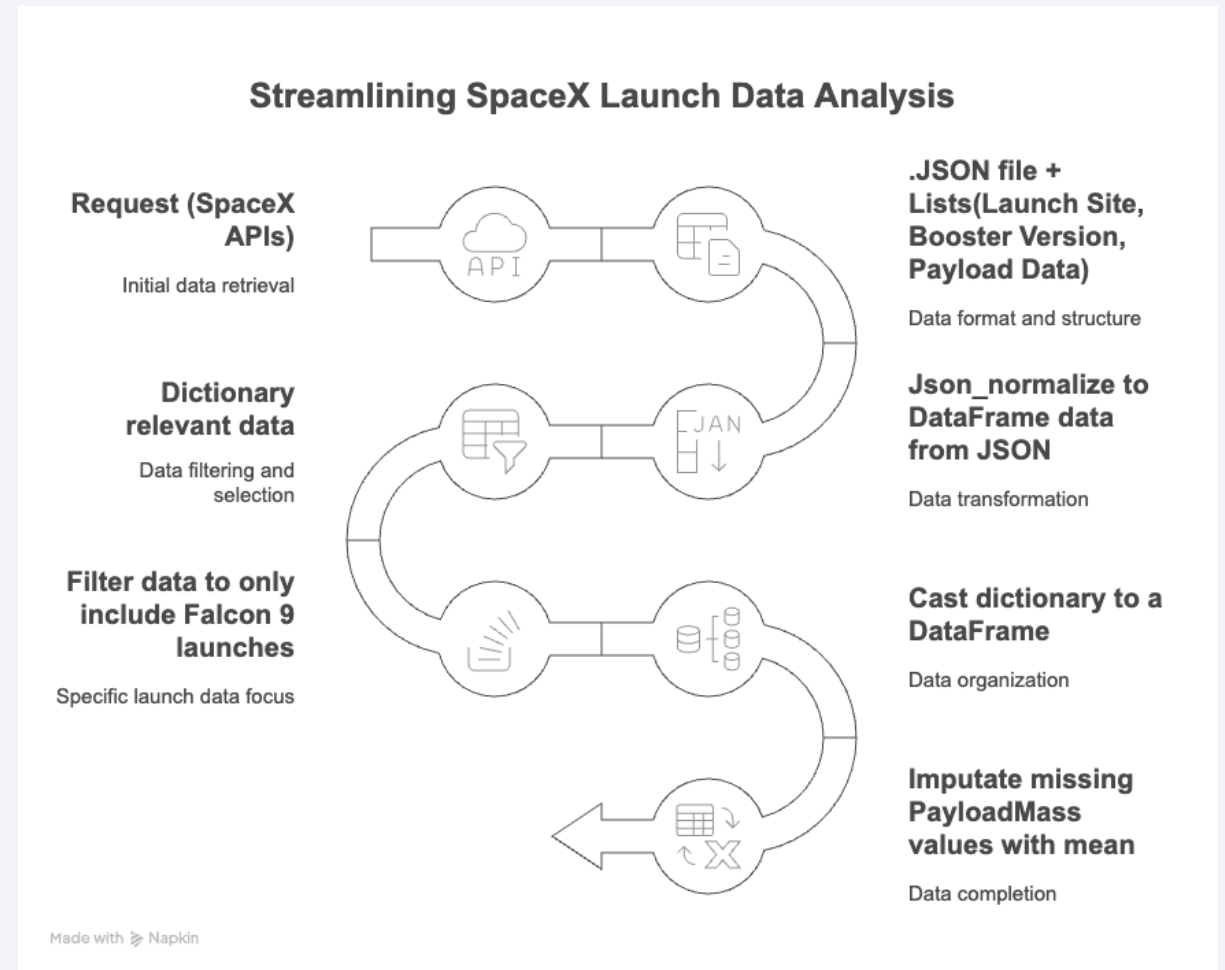 Streamlining SpaceX Launch Data Analysis
Request (SpaceX
APIs)
Initial data retrieval
API
.JSON file +
Lists(Launch Site,
Booster Version,
Payload Data)
Data format and structure
Dictionary
relevant data
Data filtering and
selection
JAN
Json_normalize to
DataFrame data
from JSON
Data transformation
Filter data to only
include Falcon 9
launches
Specific launch data focus
Cast dictionary to a
DataFrame
Data organization
Imputate missing
PayloadMass
values with mean
Data completion
Made with Napkin